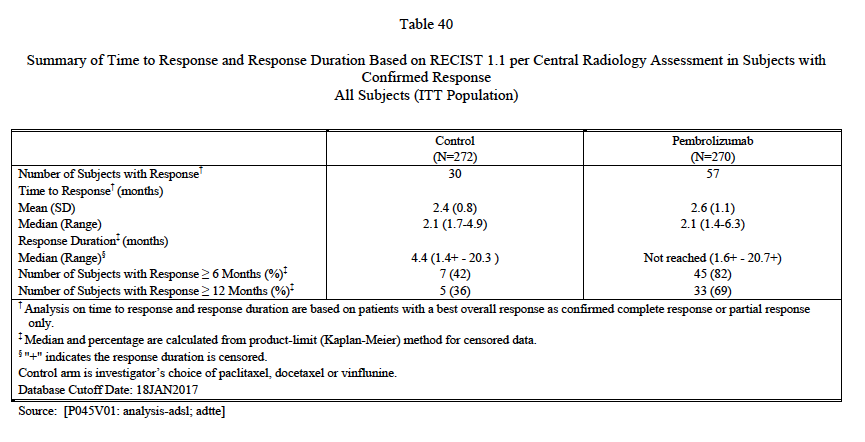 Table 40
Summary of Time to Response and Response Duration Based on RECIST 1.1 per Central Radiology Assessment in Subjects with
Confirmed Response
All Subjects (ITT Population)
Control Pembrolizumab
(N=272) (N=270)
Number of Subjects with Response† 30 57
Time to Response† (months)
Mean (SD) 2.4 (0.8) 2.6 (1.1)
Median (Range) 2.1 (1.7-4.9) 2.1 (1.4-6.3)
Response Duration‡ (months)
Median (Range)§ 4.4 (1.4+ - 20.3 ) Not reached (1.6+ - 20.7+)
Number of Subjects with Response ≥ 6 Months (%)‡ 7 (42) 45 (82)
Number of Subjects with Response ≥ 12 Months (%)‡ 5 (36) 33 (69)
† Analysis on time to response and response duration are based on patients with a best overall response as confirmed complete response or partial response
only.
‡ Median and percentage are calculated from product-limit (Kaplan-Meier) method for censored data.
§ "+" indicates the response duration is censored.
Control arm is investigator's choice of paclitaxel, docetaxel or vinflunine.
Database Cutoff Date: 18JAN2017
Source: [P045V01: analysis-adsl; adtte]